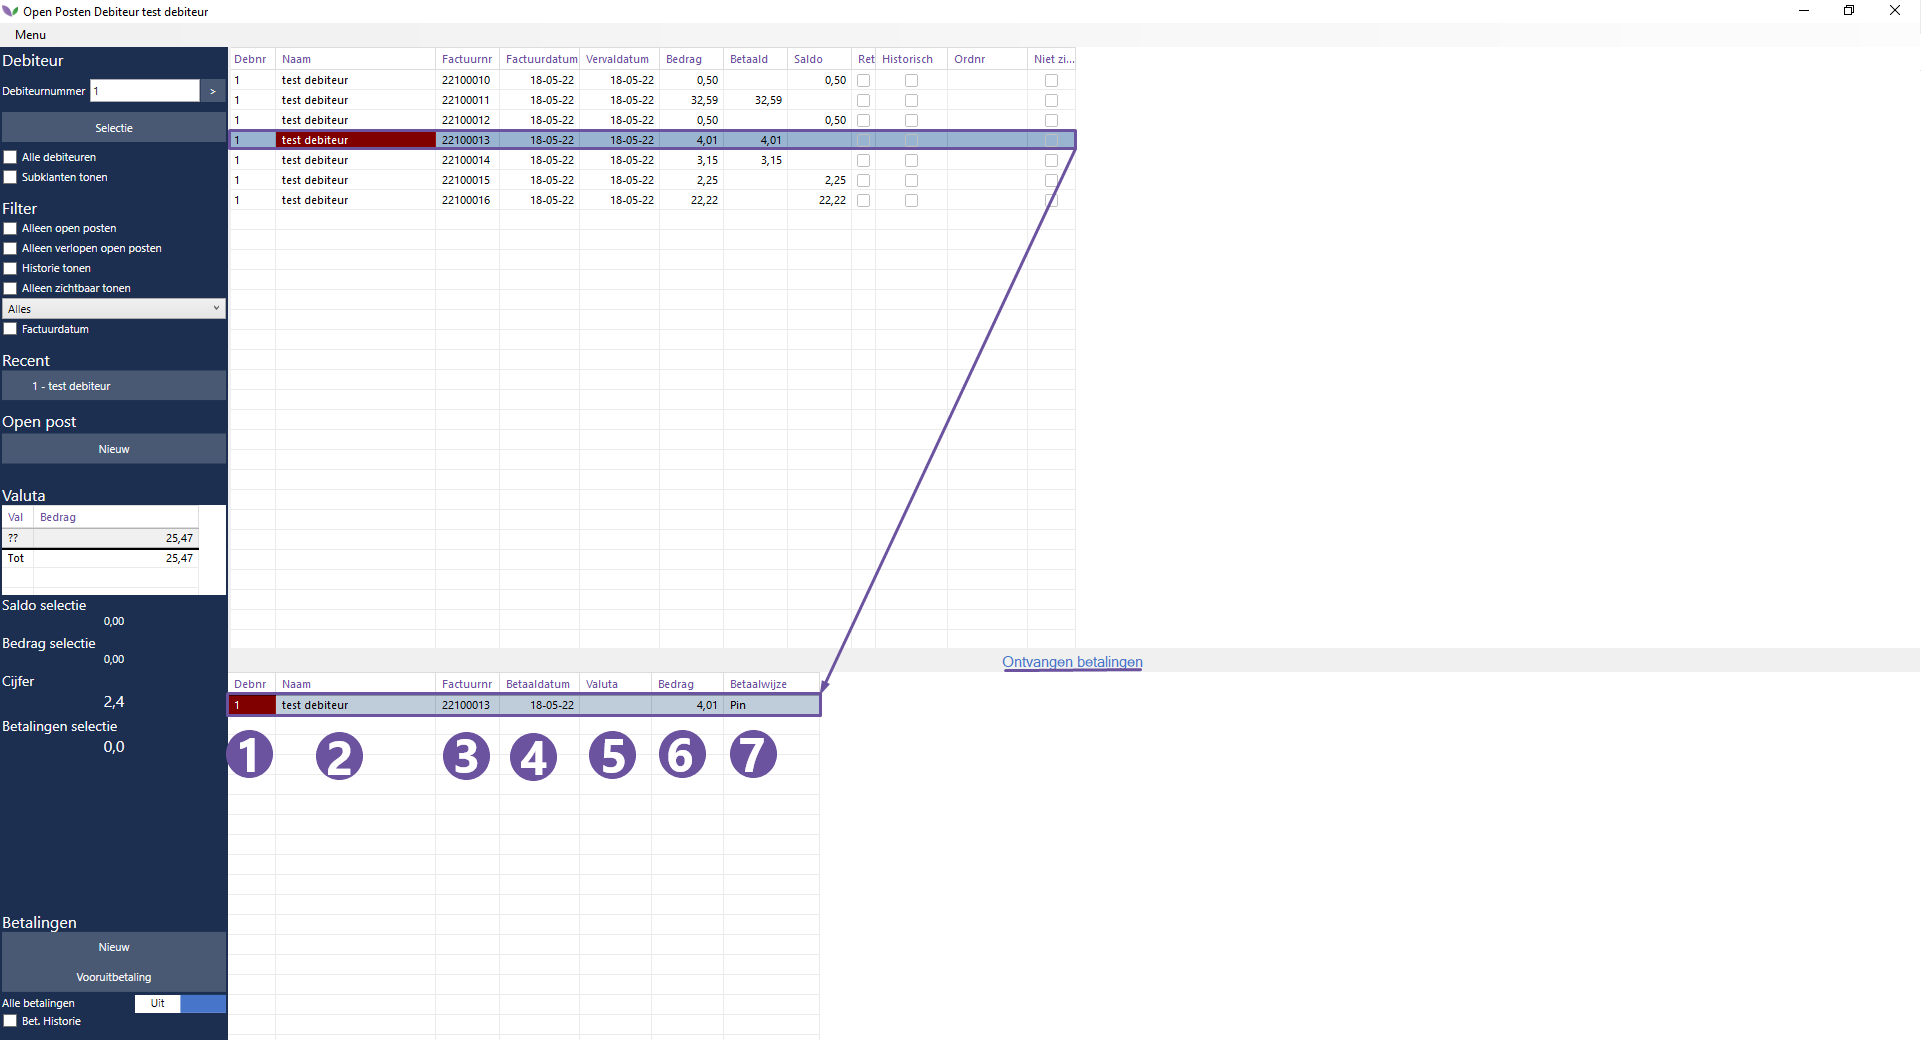 Open Posten Debiteur test debiteur
Menu
Debiteur
Debiteurnummer 1 >
Selectie
Alle debiteuren
Subklanten tonen
Filter
Alleen open posten
Alleen verlopen open posten
Historie tonen
Alleen zichtbaar tonen
Alles
Factuurdatum
Recent
1 - test debiteur
Open post
Nieuw
Valuta
Val Bedrag
?? 25,47
Tot 25,47
Saldo selectie
0,00
Bedrag selectie
0,00
Cijfer
2,4
Betalingen selectie
0,0
Betalingen
Nieuw
Vooruitbetaling
Alle betalingen Uit
Bet. Historie
Debnr Naam Factuurnr Factuurdatum Vervaldatum Bedrag Betaald Saldo Ret Historisch Ordnr Niet zi...
1 test debiteur 22100010 18-05-22 18-05-22 0,50 0,50
1 test debiteur 22100011 18-05-22 18-05-22 32,59 32,59
1 test debiteur 22100012 18-05-22 18-05-22 0,50 0,50
1 test debiteur 22100013 18-05-22 18-05-22 4,01 4,01
1 test debiteur 22100014 18-05-22 18-05-22 3,15 3,15
1 test debiteur 22100015 18-05-22 18-05-22 2,25 2,25
1 test debiteur 22100016 18-05-22 18-05-22 22,22 22,22
Ontvangen betalingen
Debnr Naam Factuurnr Betaaldatum Valuta Bedrag Betaalwijze
1 test debiteur 22100013 18-05-22 4,01 Pin
1 2 3 4 5 6 7